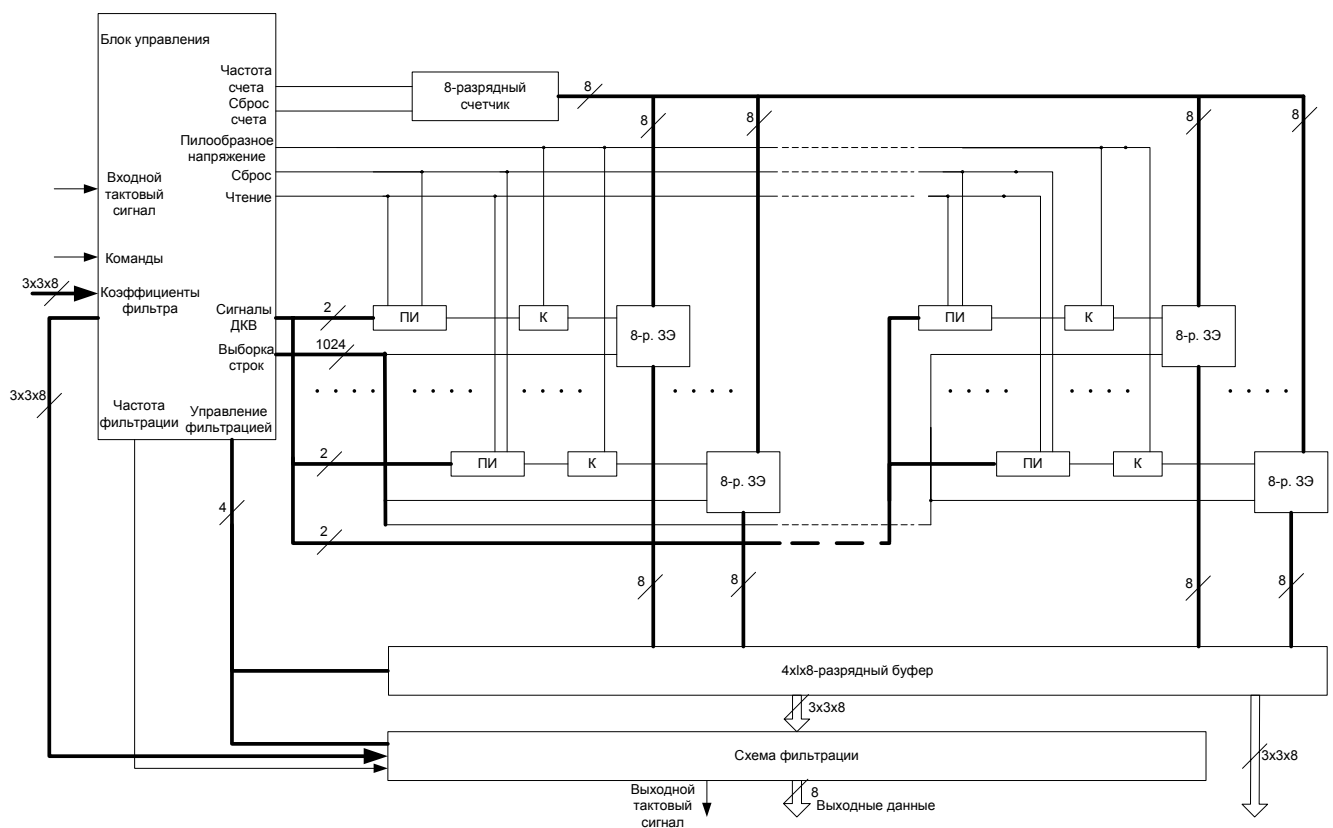 Блок управления
Частота
счета
Сброс
счета
8-разрядный
счетчик
8
8
8
8
8
Пилообразное
напряжение
Сброс
Чтение
Входной
тактовый
сигнал
Команды
3x3x8
Коэффициенты
фильтра
Сигналы
ДКВ
2
ПИ
К
8-р. ЗЭ
ПИ
К
8-р. ЗЭ
Выборка
строк
1024
3x3x8
Частота
фильтрации
Управление
фильтрацией
2
ПИ
К
8-р. ЗЭ
ПИ
К
8-р. ЗЭ
4
2
8
8
8
8
4xIx8-разрядный буфер
3x3x8
Схема фильтрации
3x3x8
Выходной
тактовый
сигнал
8
Выходные данные